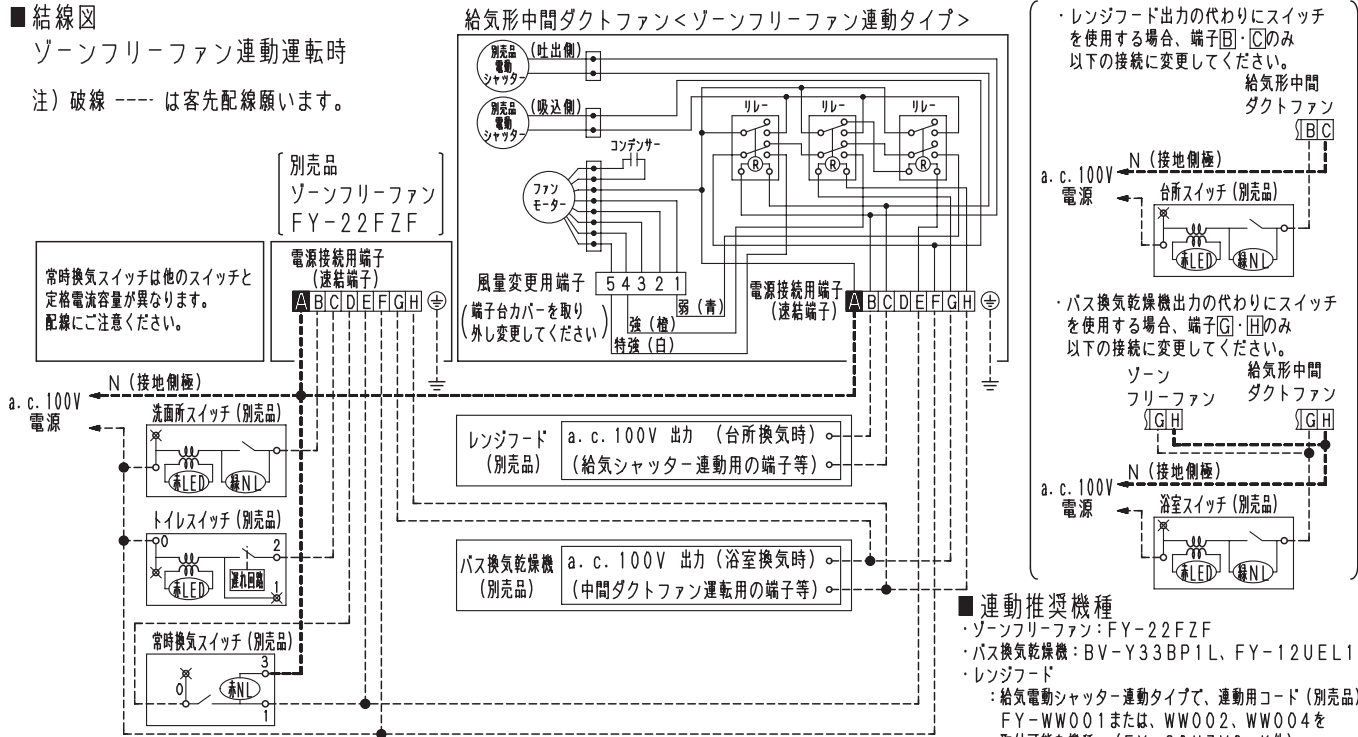 ■結線図
ゾーンフリーファン連動運転時
注）破線 ---- は客先配線願います。
別売品
ゾーンフリーファン
FY-22FZF
常時換気スイッチは他のスイッチと
定格電流容量が異なります。
配線にご注意ください。
電源接続用端子
(速結端子)
A B C D E F G H
給気形中間ダクトファン<ゾーンフリーファン連動タイプ>
別売品
電動
シャッター
(吐出側)
別売品
電動
シャッター
(吸込側)
リレー
リレー
リレー
R
R
R
コンデンサー
ファン
モーター
風量変更用端子
5 4 3 2 1
(端子台カバーを取り
外し変更してください)
弱 (青)
強 (橙)
特強 (白)
電源接続用端子
(速結端子)
A B C D E F G H
N (接地側極)
a.c.100V
電源
洗面所スイッチ(別売品)
赤LED
緑NL
トイレスイッチ(別売品)
0
2
赤LED
遅れ回路
1
常時換気スイッチ(別売品)
3
0
赤NL
1
レンジフード
(別売品)
a.c.100V 出力 (台所換気時)
(給気シャッター連動用の端子等)
バス換気乾燥機
(別売品)
a.c.100V 出力 (浴室換気時)
(中間ダクトファン運転用の端子等)
・レンジフード出力の代わりにスイッチ
を使用する場合、端子B・Cのみ
以下の接続に変更してください。
給気形中間
ダクトファン
B C
N (接地側極)
a.c.100V
電源
台所スイッチ(別売品)
赤LED
緑NL
・バス換気乾燥機出力の代わりにスイッチ
を使用する場合、端子G・Hのみ
以下の接続に変更してください。
ゾーン
フリーファン
給気形中間
ダクトファン
G H
G H
N (接地側極)
a.c.100V
電源
浴室スイッチ(別売品)
赤LED
緑NL
■連動推奨機種
・ゾーンフリーファン：FY-22FZF
・バス換気乾燥機：BV-Y33BP1L、FY-12UEL1
・レンジフード
：給気電動シャッター連動タイプで、連動用コード(別売品)
FY-WW001または、WW002、WW004を